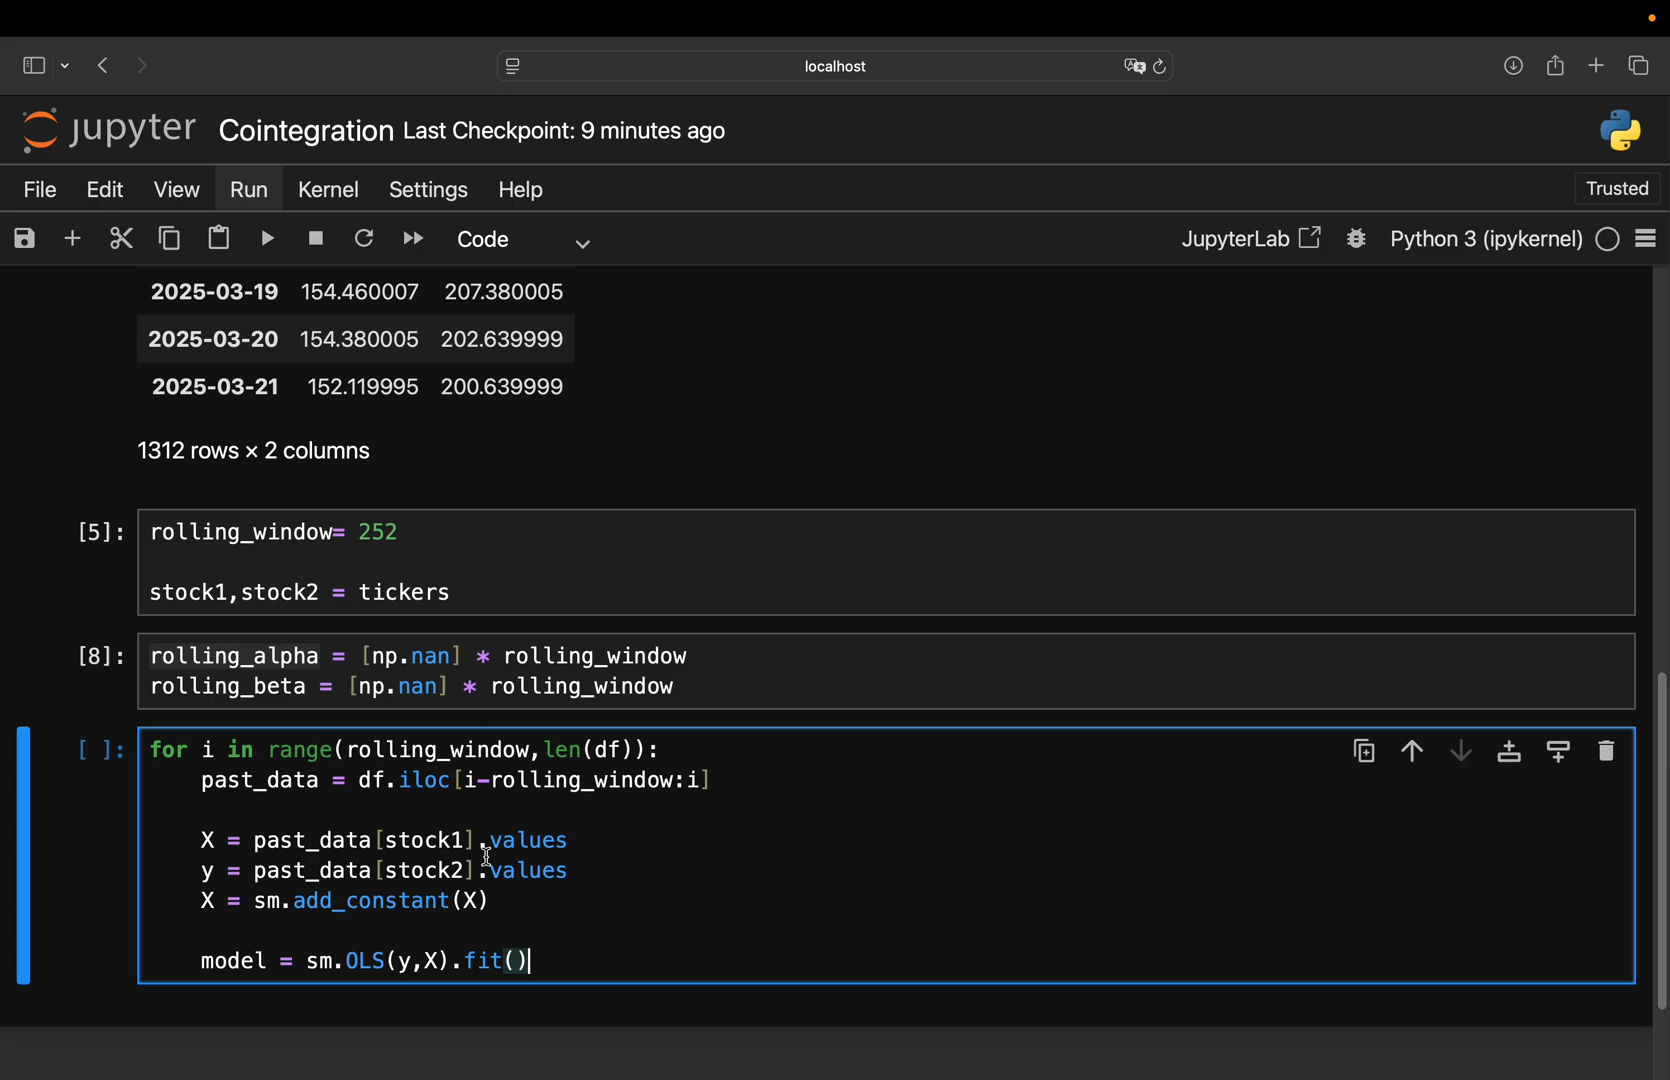 localhost
jupyter Cointegration Last Checkpoint: 9 minutes ago
File Edit View Run Kernel Settings Help Trusted
Code JupyterLab Python 3 (ipykernel)
2025-03-19 154.460007 207.380005
2025-03-20 154.380005 202.639999
2025-03-21 152.119995 200.639999
1312 rows × 2 columns
[5]: rolling_window= 252
stock1,stock2 = tickers
[8]: rolling_alpha = [np.nan] * rolling_window
rolling_beta = [np.nan] * rolling_window
[ ]: for i in range(rolling_window,len(df)):
past_data = df.iloc[i-rolling_window:i]
X = past_data[stock1].values
y = past_data[stock2].values
X = sm.add_constant(X)
model = sm.OLS(y,X).fit()